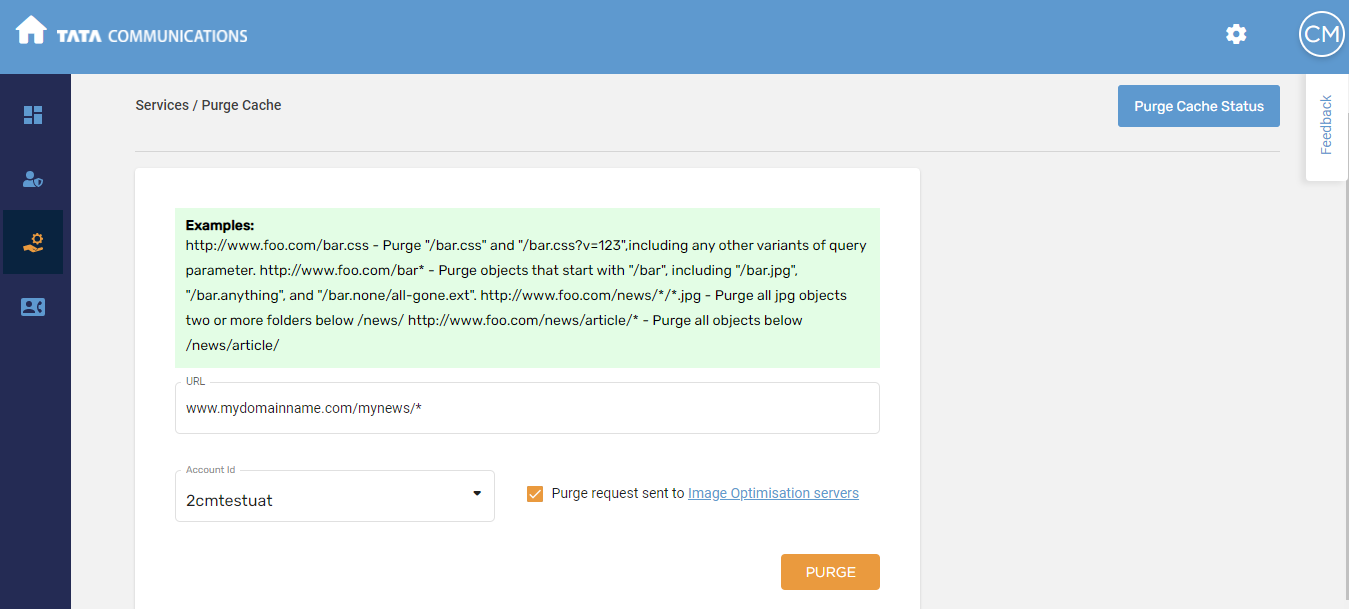 TATA COMMUNICATIONS
CM
Services / Purge Cache
Purge Cache Status
Feedback
Examples:
http://www.foo.com/bar.css - Purge "/bar.css" and "/bar.css?v=123",including any other variants of query
parameter. http://www.foo.com/bar* - Purge objects that start with "/bar", including "/bar.jpg",
"/bar.anything", and "/bar.none/all-gone.ext". http://www.foo.com/news/*/*.jpg - Purge all jpg objects
two or more folders below /news/ http://www.foo.com/news/article/* - Purge all objects below
/news/article/
URL
www.mydomainname.com/mynews/*
Account Id
2cmtestuat
Purge request sent to Image Optimisation servers
PURGE